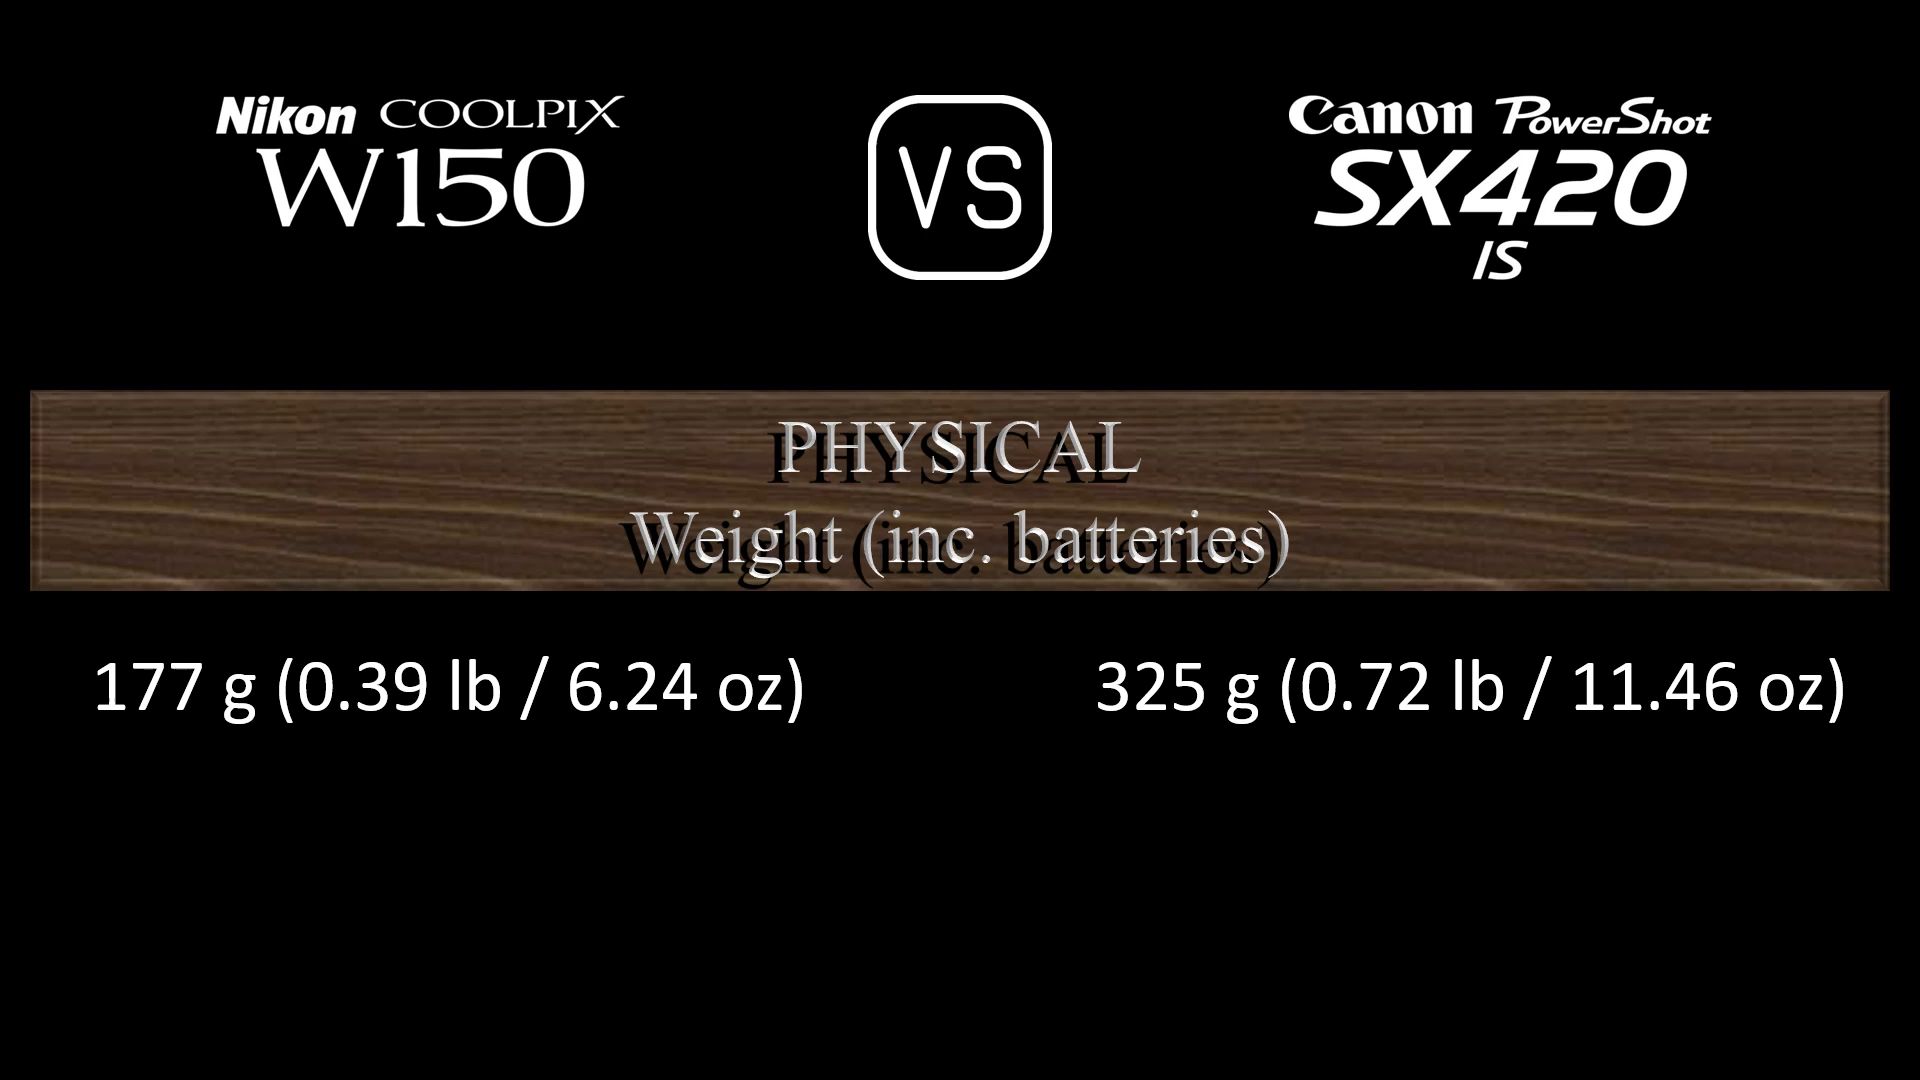 Nikon COOLPIX
W150
VS
Canon PowerShot
SX420
IS
PHYSICAL
Weight (inc. batteries)
177 g (0.39 lb / 6.24 oz)
325 g (0.72 lb / 11.46 oz)